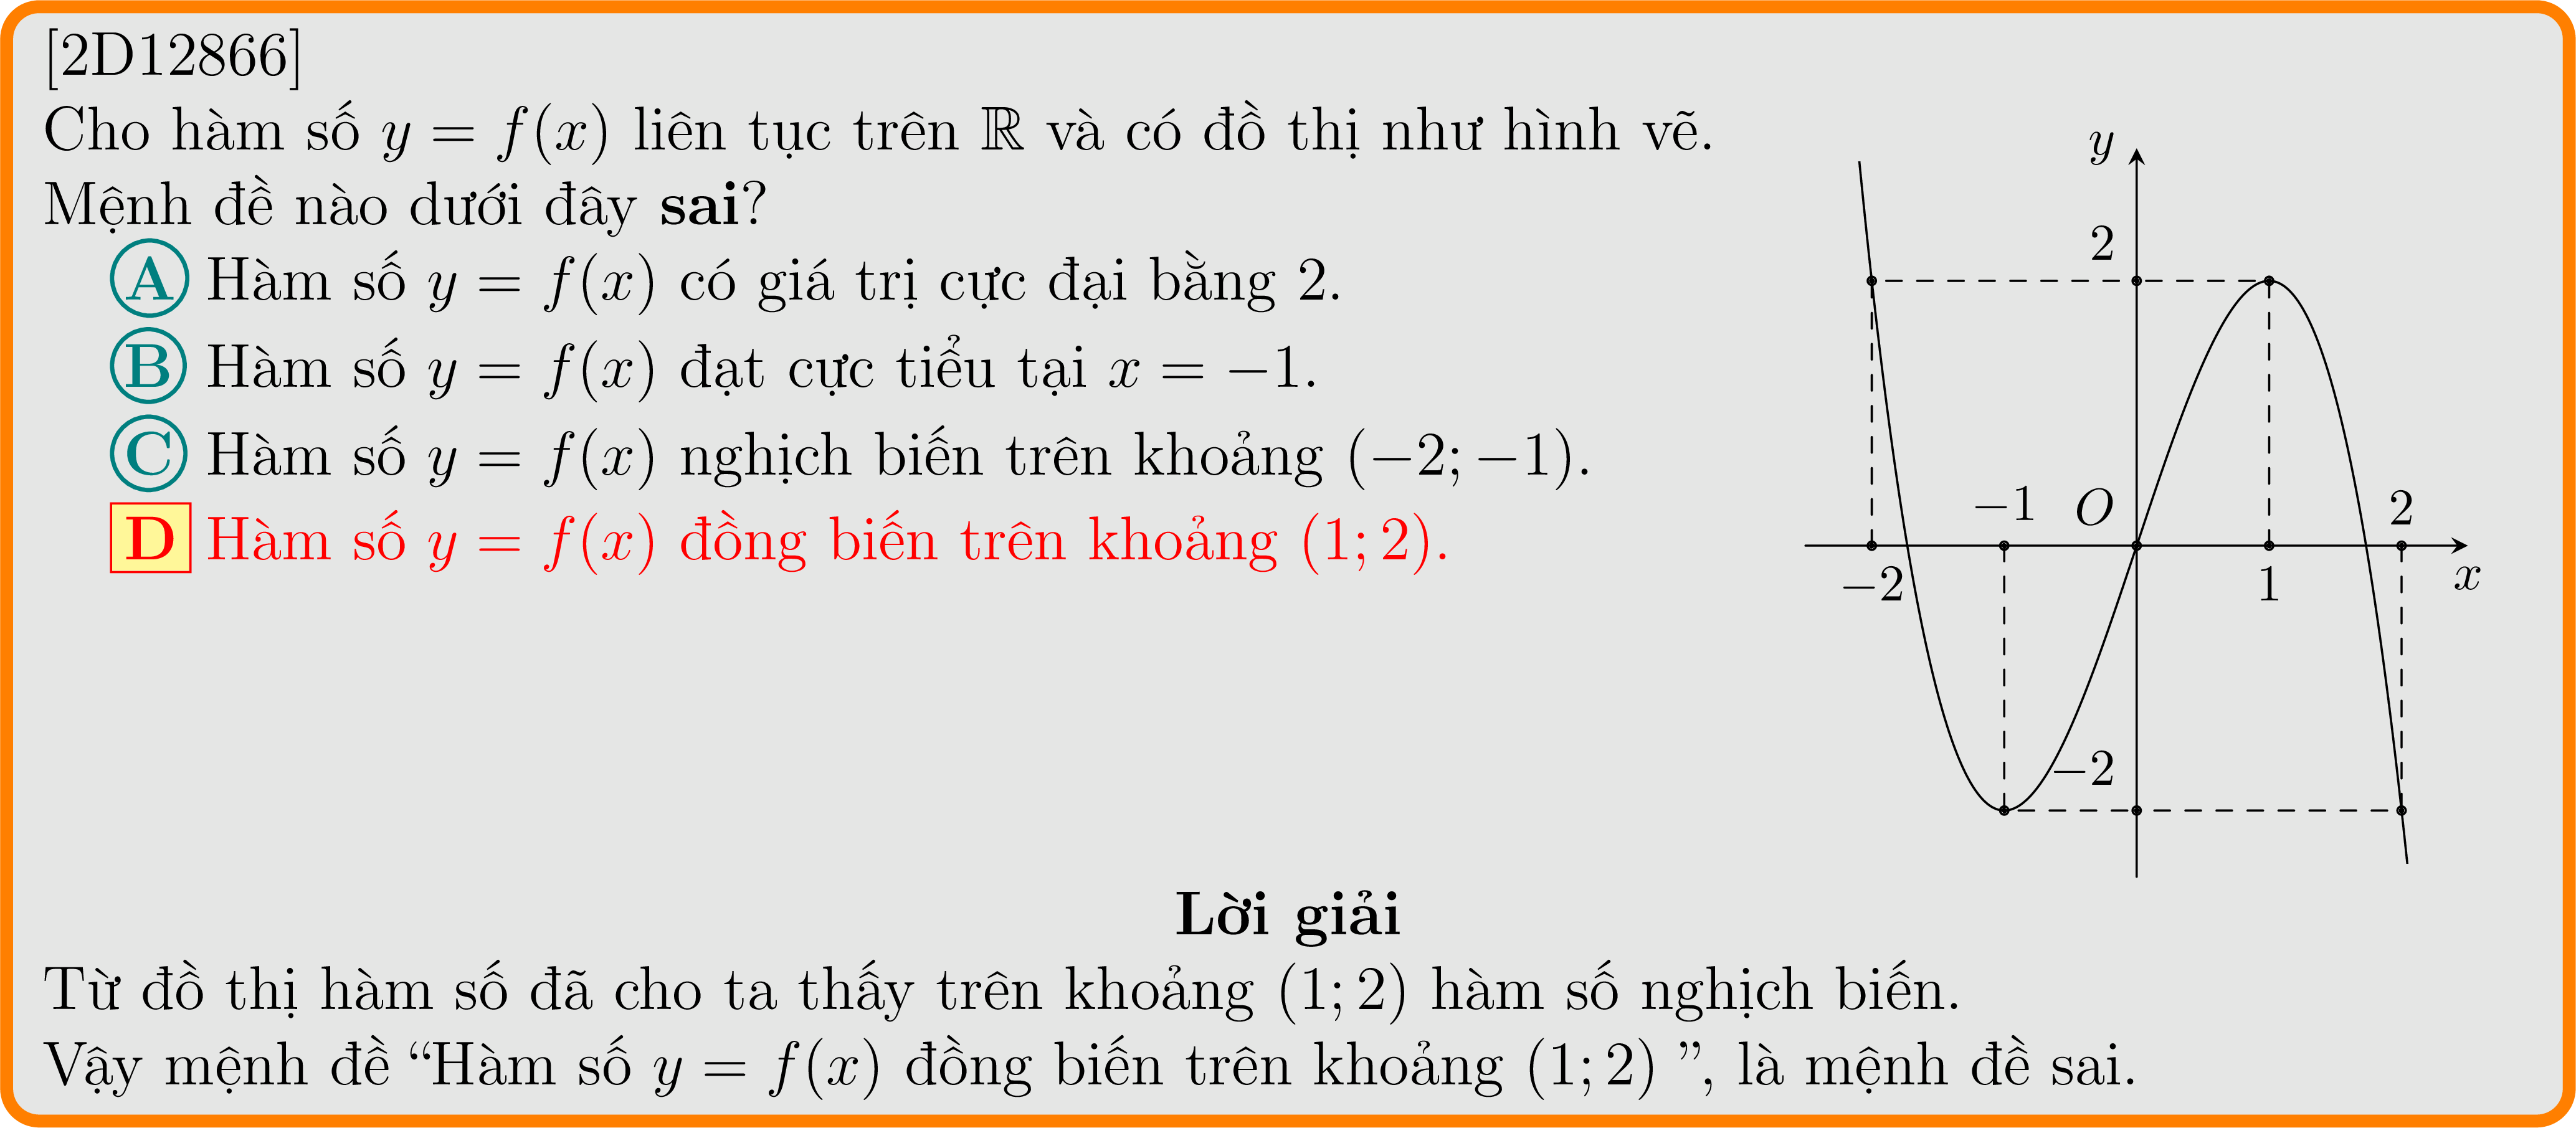 [2D12866]
Cho hàm số y = f(x) liên tục trên ℝ và có đồ thị như hình vẽ.
Mệnh đề nào dưới đây sai?
A Hàm số y = f(x) có giá trị cực đại bằng 2.
B Hàm số y = f(x) đạt cực tiểu tại x = −1.
C Hàm số y = f(x) nghịch biến trên khoảng (−2; −1).
D Hàm số y = f(x) đồng biến trên khoảng (1; 2).
y
2
−1
O
2
−2
1
x
−2
Lời giải
Từ đồ thị hàm số đã cho ta thấy trên khoảng (1; 2) hàm số nghịch biến.
Vậy mệnh đề “Hàm số y = f(x) đồng biến trên khoảng (1; 2) ”, là mệnh đề sai.